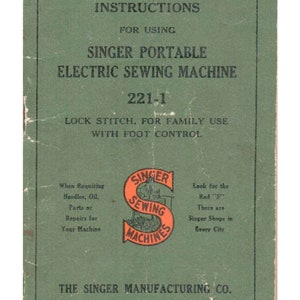 INSTRUCTIONS
FOR USING
SINGER PORTABLE
ELECTRIC SEWING MACHINE
221-1
LOCK STITCH, FOR FAMILY USE
WITH FOOT CONTROL
When Requiring
Needles, Oil,
Parts or
Repairs for
Your Machine
SINGER
SEWING
MACHINES
Look for the
Red "S"
There are
Singer Shops in
Every City
THE SINGER MANUFACTURING CO.